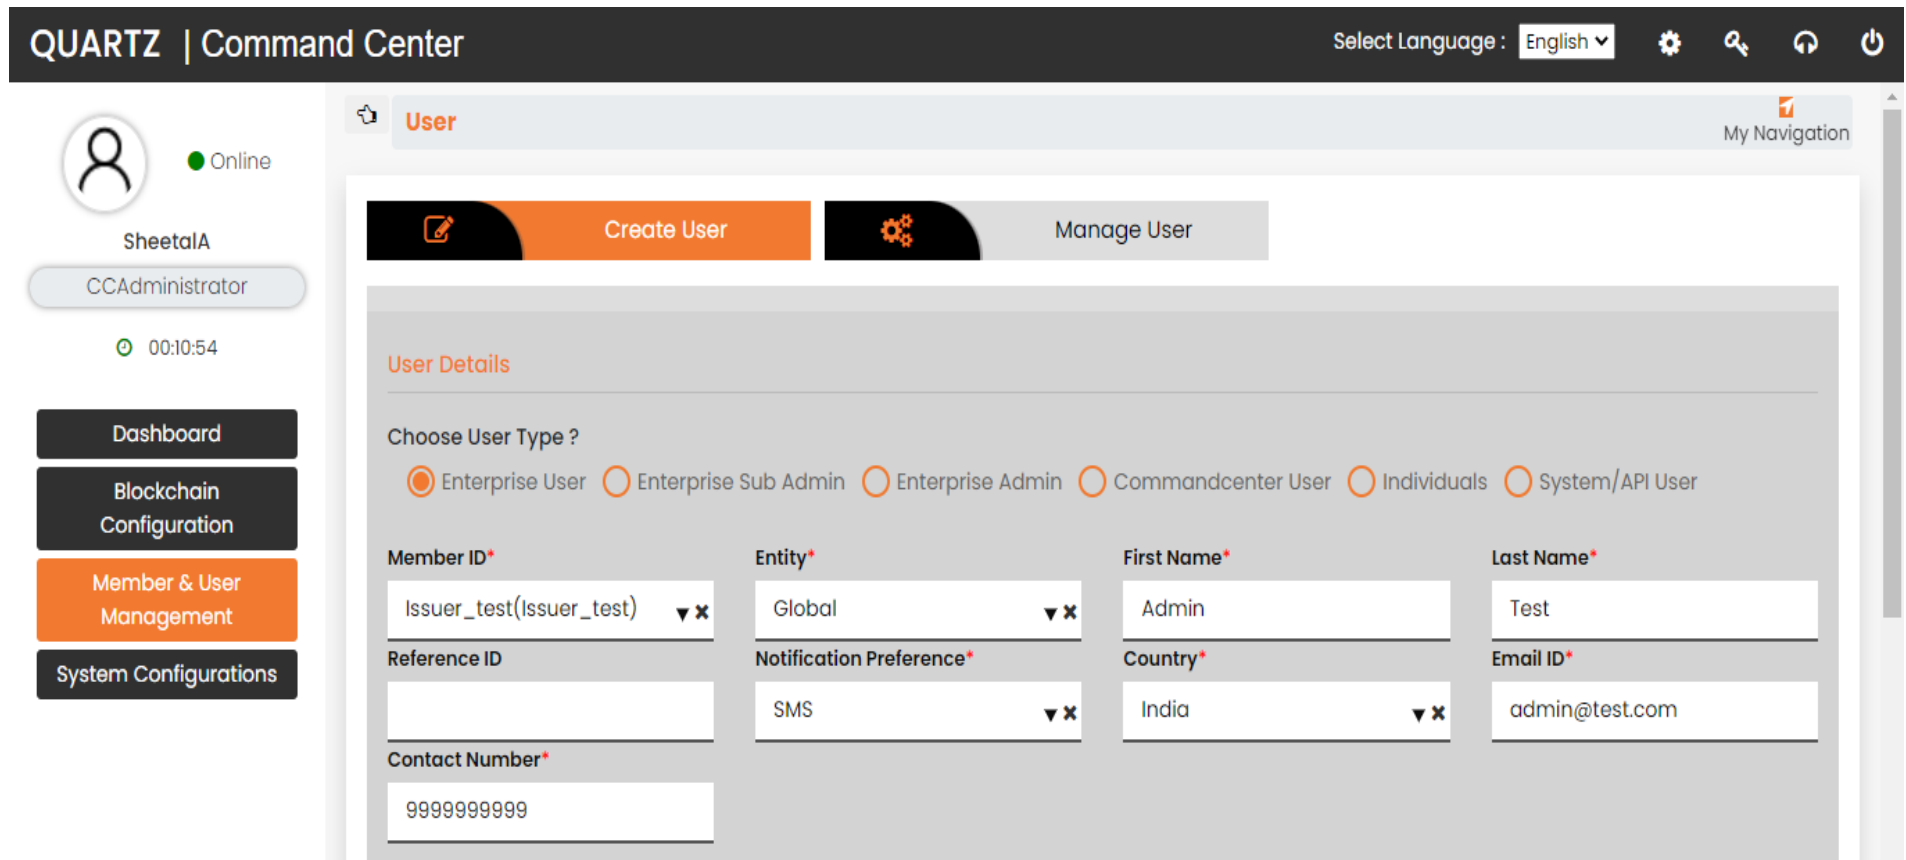 QUARTZ | Command Center
Select Language : English
User
My Navigation
Online
SheetalA
CCAdministrator
00:10:54
Dashboard
Blockchain
Configuration
Member & User
Management
System Configurations
Create User
Manage User
User Details
Choose User Type ?
Enterprise User Enterprise Sub Admin Enterprise Admin Commandcenter User Individuals System/API User
Member ID* Entity* First Name* Last Name*
Issuer_test(Issuer_test) Global Admin Test
Reference ID Notification Preference* Country* Email ID*
SMS India admin@test.com
Contact Number*
9999999999